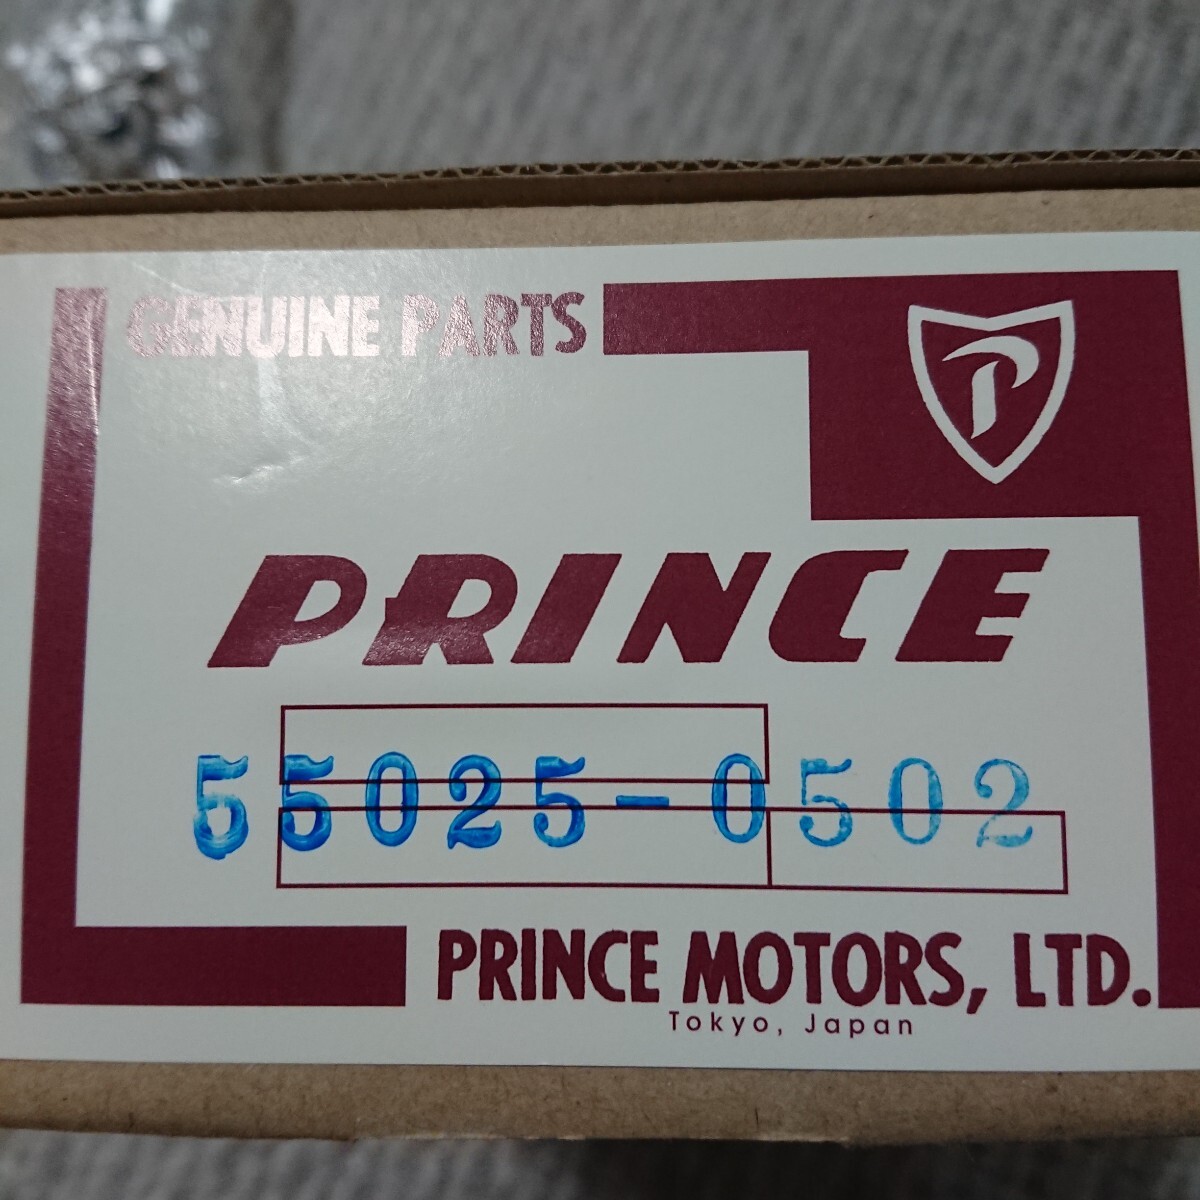 GENUINE PARTS
P
PRINCE
55025-0502
PRINCE MOTORS, LTD.
Tokyo, Japan